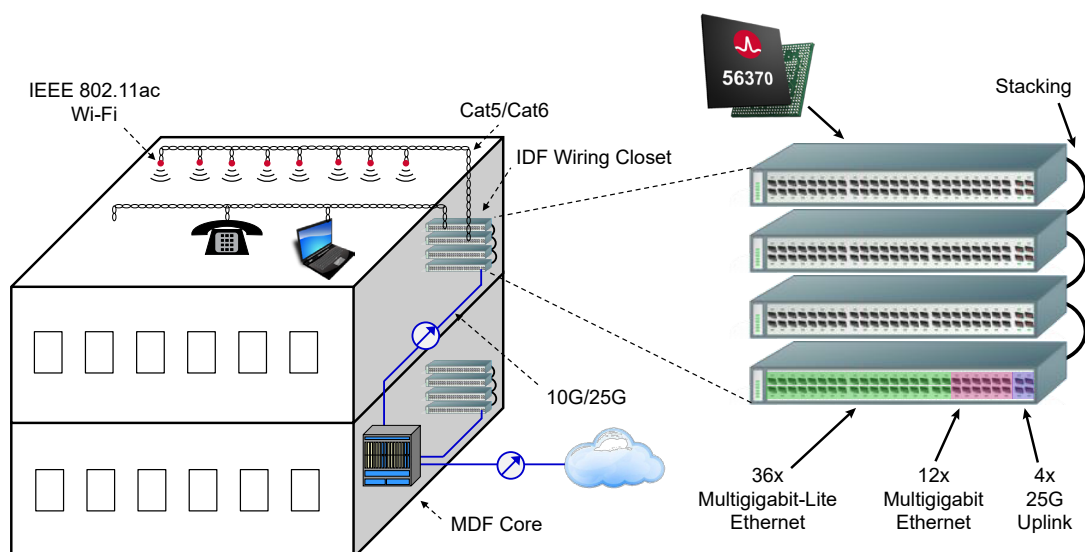 IEEE 802.11ac
Wi-Fi
Cat5/Cat6
IDF Wiring Closet
56370
Stacking
10G/25G
MDF Core
36x
Multigigabit-Lite
Ethernet
12x
Multigigabit
Ethernet
4x
25G
Uplink